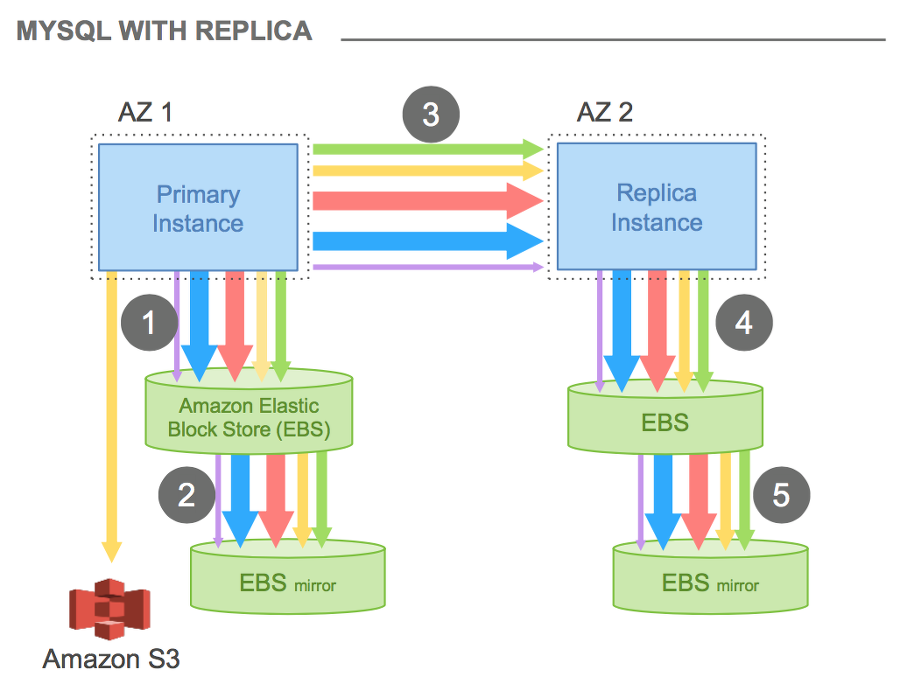 MYSQL WITH REPLICA
AZ 1
3
AZ 2
Primary
Instance
Replica
Instance
1
4
Amazon Elastic
Block Store (EBS)
EBS
2
5
EBS mirror
EBS mirror
Amazon S3